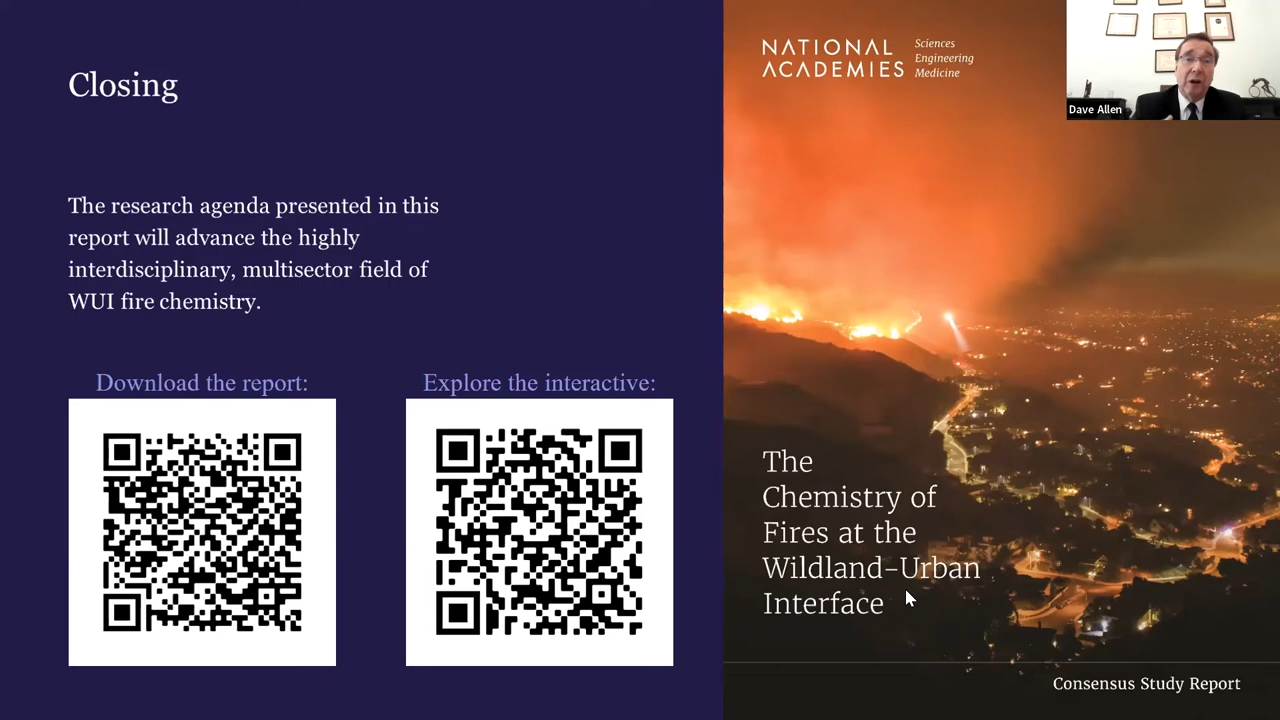 Closing
The research agenda presented in this
report will advance the highly
interdisciplinary, multisector field of
WUI fire chemistry.
Download the report:
Explore the interactive:
NATIONAL
ACADEMIES
Sciences
Engineering
Medicine
Dave Allen
The
Chemistry of
Fires at the
Wildland–Urban
Interface
Consensus Study Report